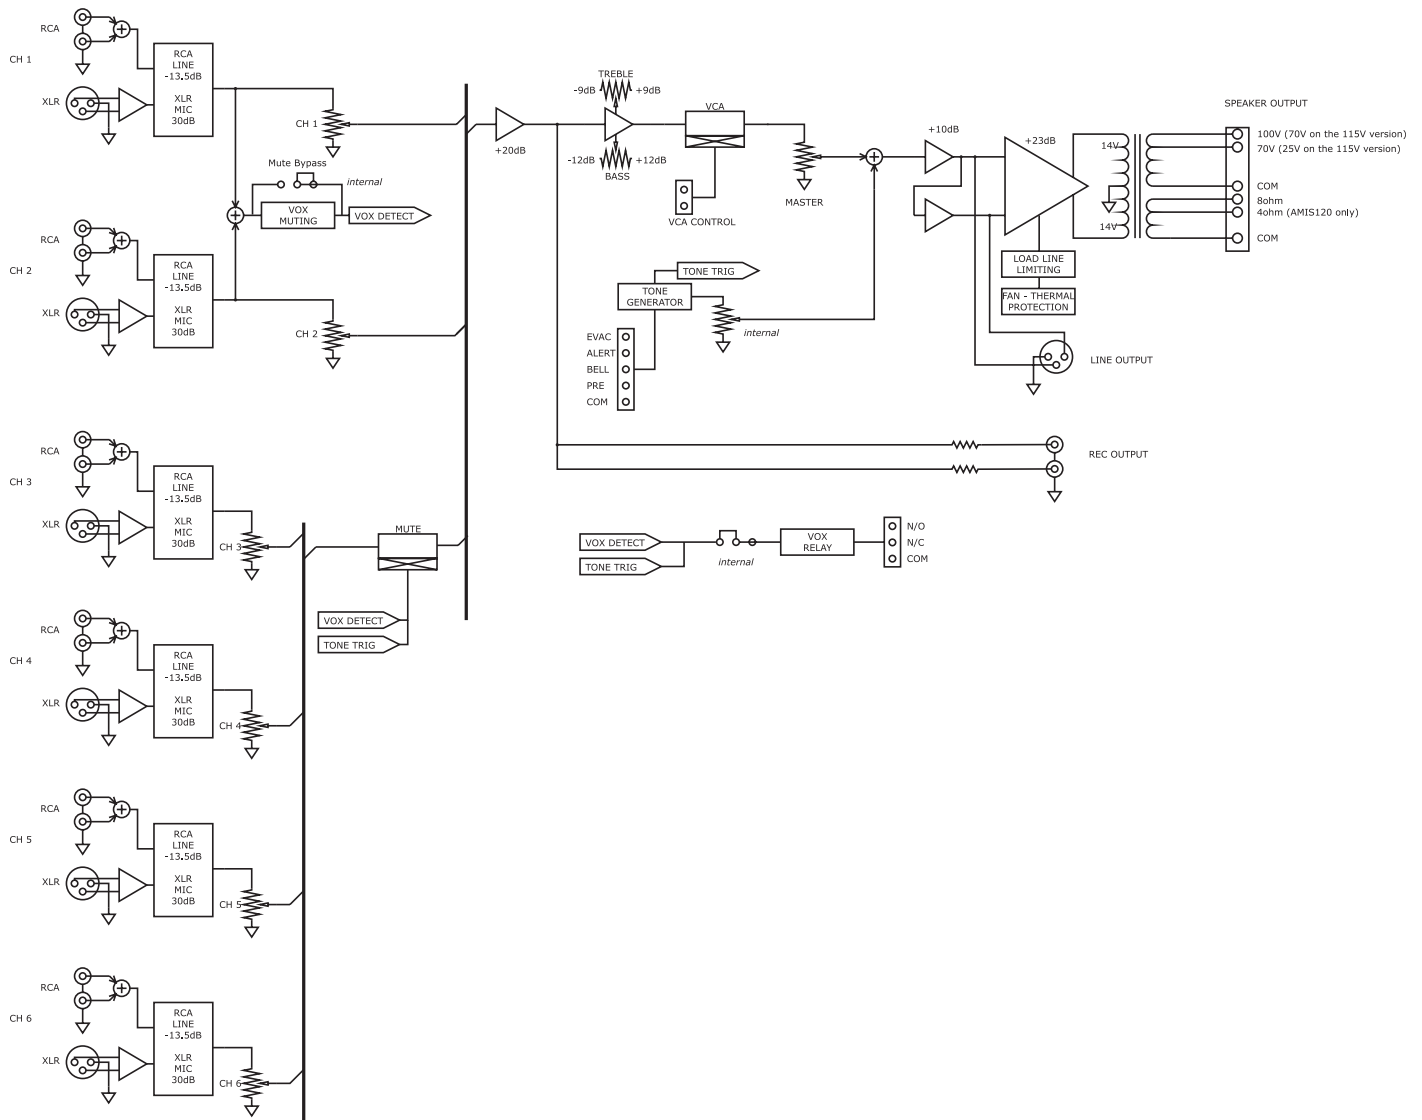 RCA
CH 1
XLR
RCA
LINE
-13.5dB
XLR
MIC
30dB
CH 1
Mute Bypass
internal
VOX
MUTING
VOX DETECT
RCA
CH 2
XLR
RCA
LINE
-13.5dB
XLR
MIC
30dB
CH 2
RCA
CH 3
XLR
RCA
LINE
-13.5dB
XLR
MIC
30dB
CH 3
MUTE
VOX DETECT
TONE TRIG
RCA
CH 4
XLR
RCA
LINE
-13.5dB
XLR
MIC
30dB
CH 4
RCA
CH 5
XLR
RCA
LINE
-13.5dB
XLR
MIC
30dB
CH 5
RCA
CH 6
XLR
RCA
LINE
-13.5dB
XLR
MIC
30dB
CH 6
+20dB
TREBLE
-9dB +9dB
-12dB +12dB
BASS
VCA
VCA CONTROL
MASTER
TONE TRIG
TONE
GENERATOR
internal
EVAC
ALERT
BELL
PRE
COM
+10dB
+23dB
14V
14V
LOAD LINE
LIMITING
FAN - THERMAL
PROTECTION
SPEAKER OUTPUT
100V (70V on the 115V version)
70V (25V on the 115V version)
COM
8ohm
4ohm (AMIS120 only)
COM
LINE OUTPUT
REC OUTPUT
VOX DETECT
TONE TRIG
internal
VOX
RELAY
N/O
N/C
COM